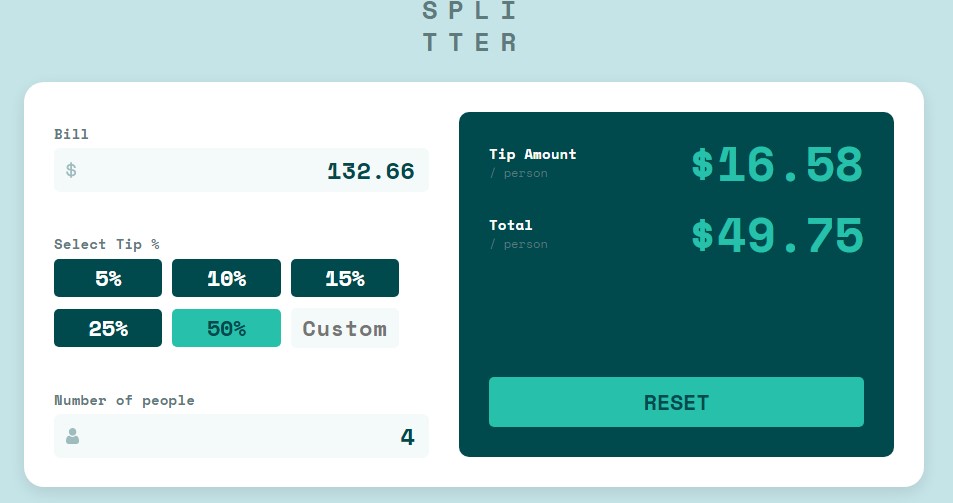 SPLI
TTER
Bill
$ 132.66
Select Tip %
5% 10% 15%
25% 50% Custom
Number of people
4
Tip Amount
/ person
$16.58
Total
/ person
$49.75
RESET